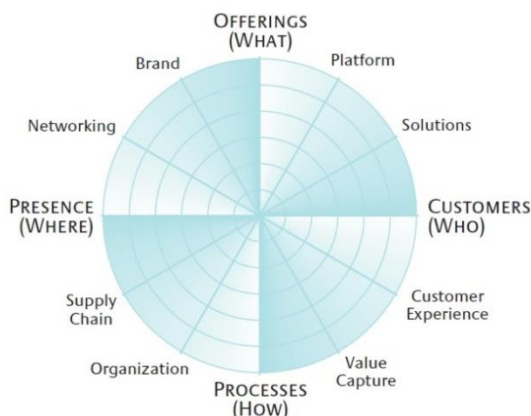 OFFERINGS
(WHAT)
Brand
Platform
Networking
Solutions
PRESENCE
(WHERE)
CUSTOMERS
(WHO)
Supply
Chain
Customer
Experience
Organization
Value
Capture
PROCESSES
(HOW)